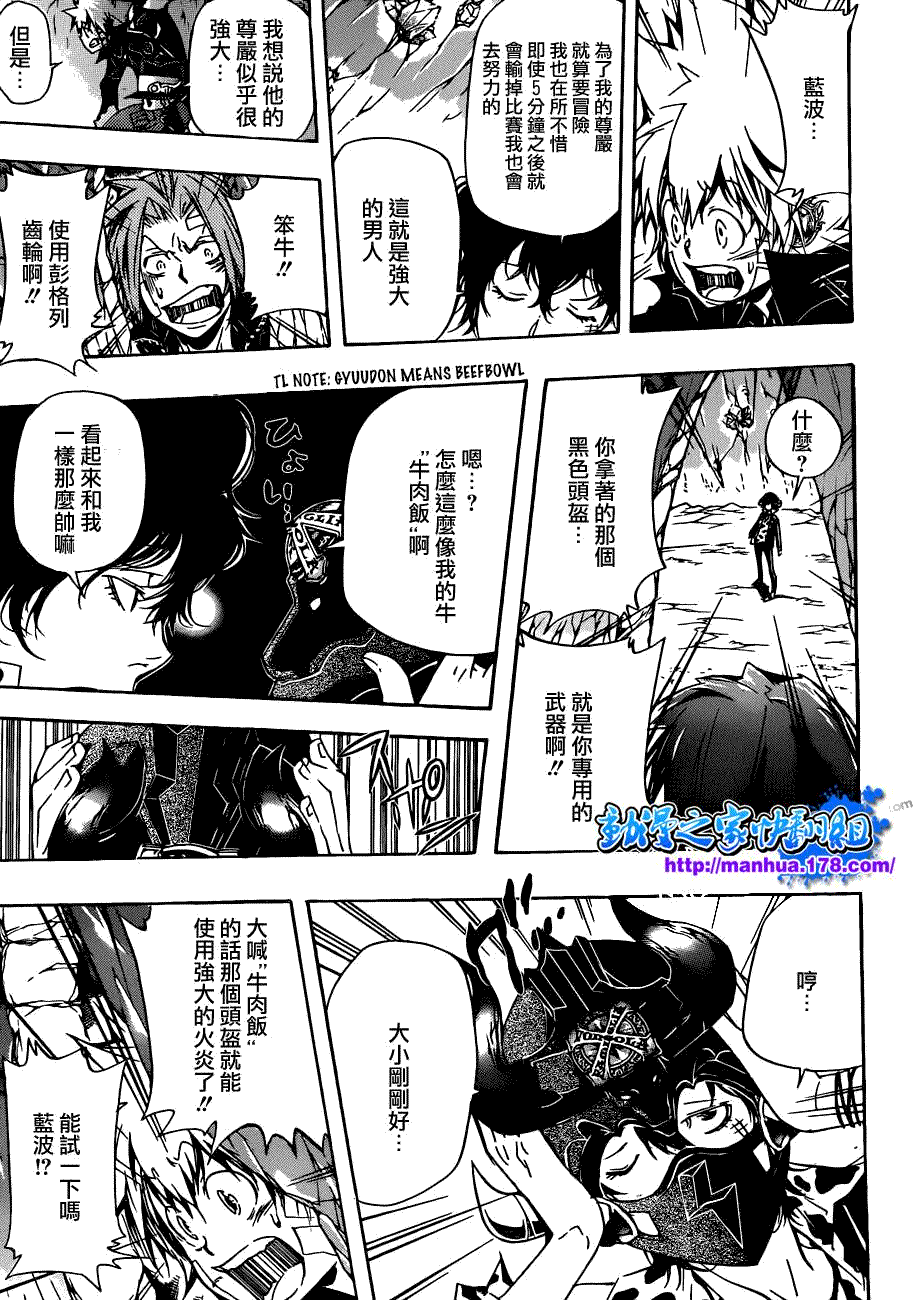 藍波…
為了我的尊嚴
就算要冒險
我也在所不惜
即使5分鐘之後就
會輸掉比賽我也會
去努力的
這就是強大
的男人
我想說他的
尊嚴似乎很
強大…
但是…
笨牛!!
使用彭格列
齒輪啊!!
TL NOTE: GYUUDON MEANS BEEFBOWL
什麼?
你拿著的那個
黑色頭盔…
就是你專用的
武器啊!!
嗯…?
怎麼這麼像我的牛
"牛肉飯"啊
ひょい…
看起來和我
一樣那麼帥嘛
動漫之家快翻組
http://manhua.178.com/
哼…
大小剛剛好…
大喊"牛肉飯"
的話那個頭盔就能
使用強大的火炎了!!
能試一下嗎
藍波!?